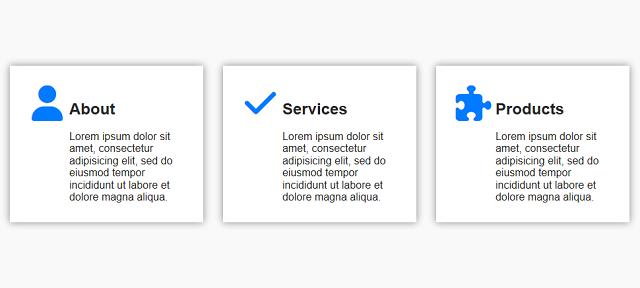 About
Lorem ipsum dolor sit
amet, consectetur
adipisicing elit, sed do
eiusmod tempor
incididunt ut labore et
dolore magna aliqua.
Services
Lorem ipsum dolor sit
amet, consectetur
adipisicing elit, sed do
eiusmod tempor
incididunt ut labore et
dolore magna aliqua.
Products
Lorem ipsum dolor sit
amet, consectetur
adipisicing elit, sed do
eiusmod tempor
incididunt ut labore et
dolore magna aliqua.